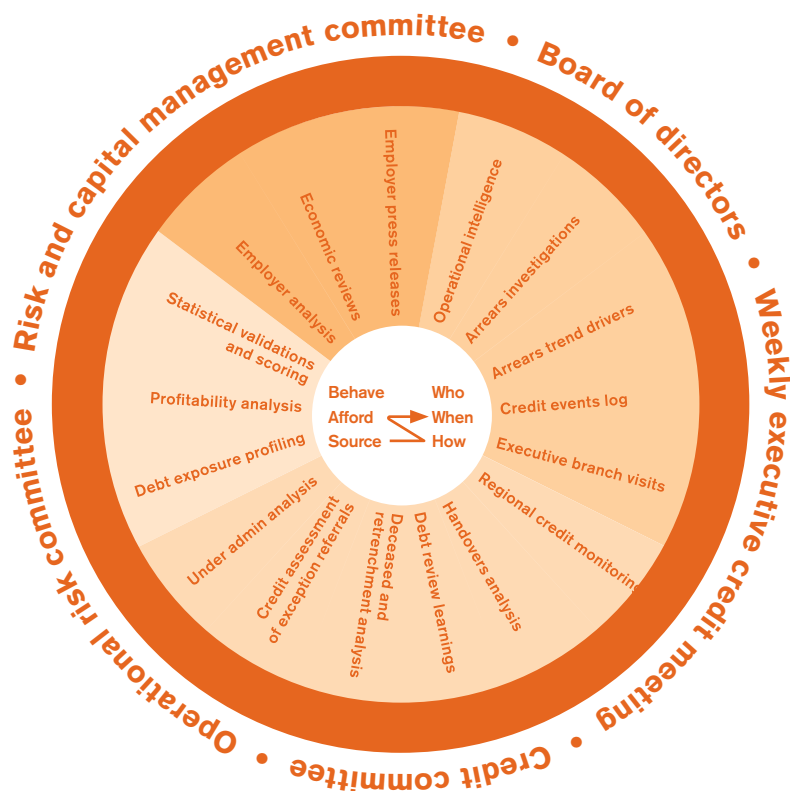 Risk and capital management committee •
Board of directors •
Weekly executive credit meeting •
Credit committee •
Operational risk committee •
Employer press releases
Operational intelligence
Arrears investigations
Arrears trend drivers
Credit events log
Executive branch visits
Regional credit monitoring
Handovers analysis
Debt review learnings
Deceased and
retrenchment analysis
Credit assessment
of exception referrals
Under admin analysis
Debt exposure profiling
Profitability analysis
Statistical validations
and scoring
Employer analysis
Economic reviews
Behave Who
Afford When
Source How